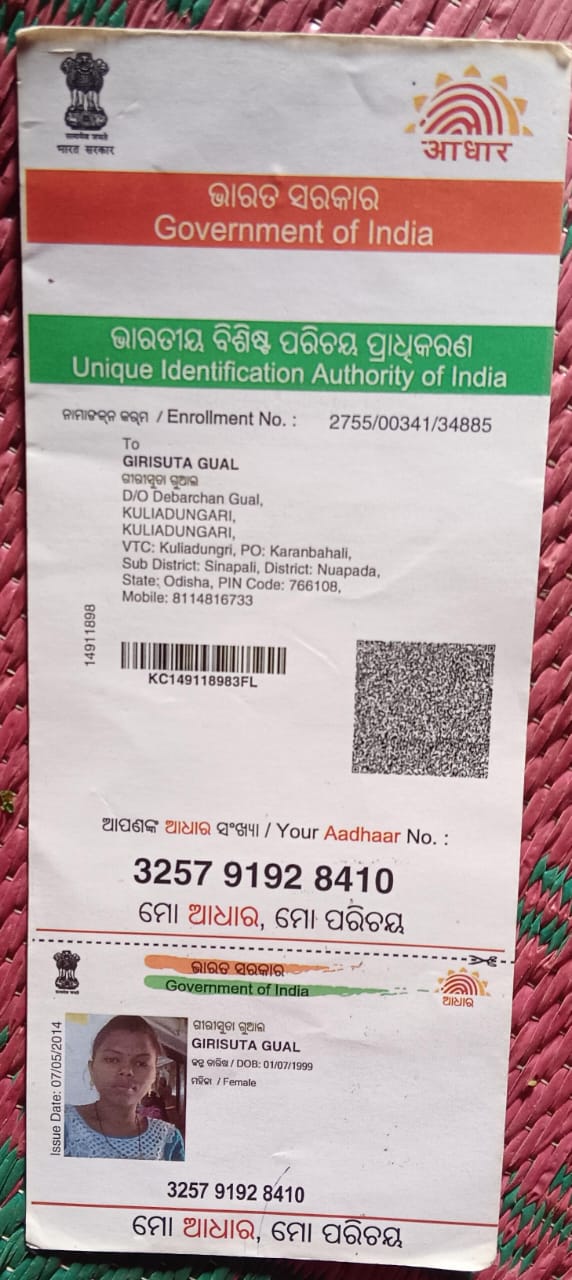 सत्यमेव जयते
भारत सरकार
आधार
ଭାରତ ସରକାର
Government of India
ଭାରତୀୟ ବିଶିଷ୍ଟ ପରିଚୟ ପ୍ରାଧିକରଣ
Unique Identification Authority of India
ନାମାଙ୍କନ କ୍ରମ / Enrollment No. : 2755/00341/34885
To
GIRISUTA GUAL
ଗୀରୀସୁତା ଗୁଆଲ
D/O Debarchan Gual,
KULIADUNGARI,
KULIADUNGARI,
VTC: Kuliadungri, PO: Karanbahali,
Sub District: Sinapali, District: Nuapada,
State: Odisha, PIN Code: 766108,
Mobile: 8114816733
14911898
KC149118983FL
ଆପଣଙ୍କ ଆଧାର ସଂଖ୍ୟା / Your Aadhaar No. :
3257 9192 8410
ମୋ ଆଧାର, ମୋ ପରିଚୟ
ଭାରତ ସରକାର
Government of India
ଆଧାର
Issue Date: 07/05/2014
ଗୀରୀସୁତା ଗୁଆଲ
GIRISUTA GUAL
ଜନ୍ମ ତାରିଖ / DOB: 01/07/1999
ମହିଳା / Female
3257 9192 8410
ମୋ ଆଧାର, ମୋ ପରିଚୟ